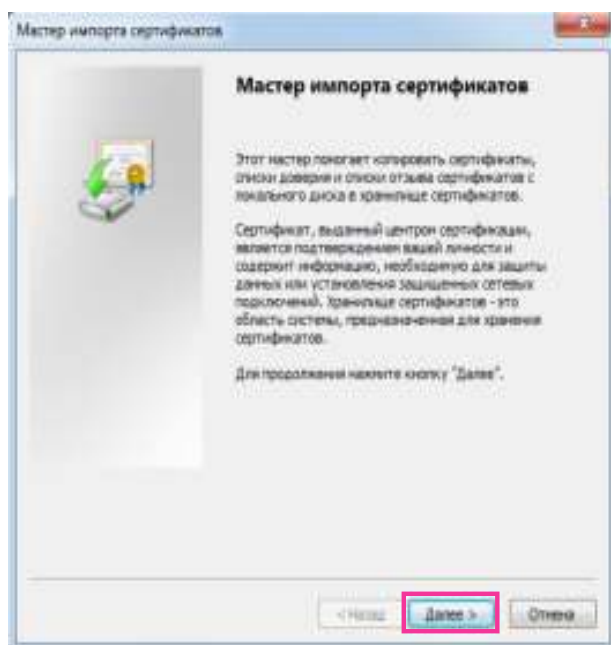 Мастер импорта сертификатов
Мастер импорта сертификатов
Этот мастер помогает копировать сертификаты,
списки доверия и списки отзыва сертификатов с
локального диска в хранилище сертификатов.
Сертификат, выданный центром сертификации,
является подтверждением вашей личности и
содержит информацию, необходимую для защиты
данных или установления защищенных сетевых
подключений. Хранилище сертификатов - это
область системы, предназначенная для хранения
сертификатов.
Для продолжения нажмите кнопку "Далее".
< Назад
Далее >
Отмена